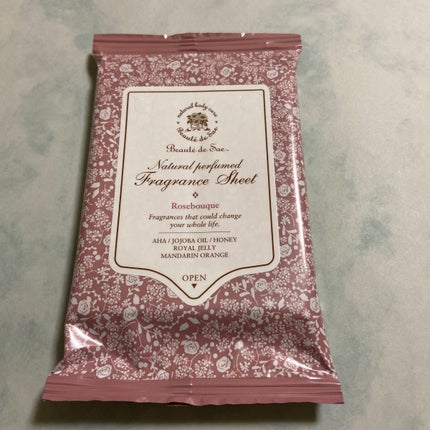 natural body care
Beauté de Sae
Beauté de Sae
Natural perfumed
Fragrance Sheet
Rosebouque
Fragrances that could change
your whole life.
AHA / JOJOBA OIL / HONEY
ROYAL JELLY
MANDARIN ORANGE
OPEN